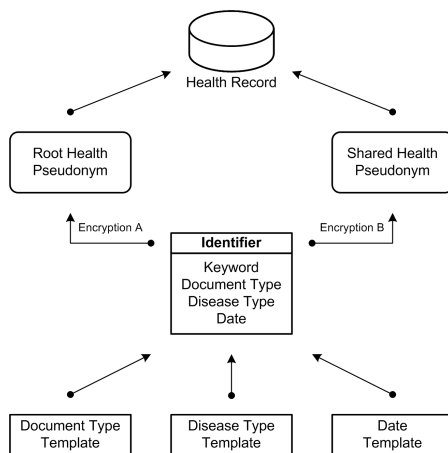 Health Record
Root Health
Pseudonym
Shared Health
Pseudonym
Encryption A
Encryption B
Identifier
Keyword
Document Type
Disease Type
Date
Document Type
Template
Disease Type
Template
Date
Template